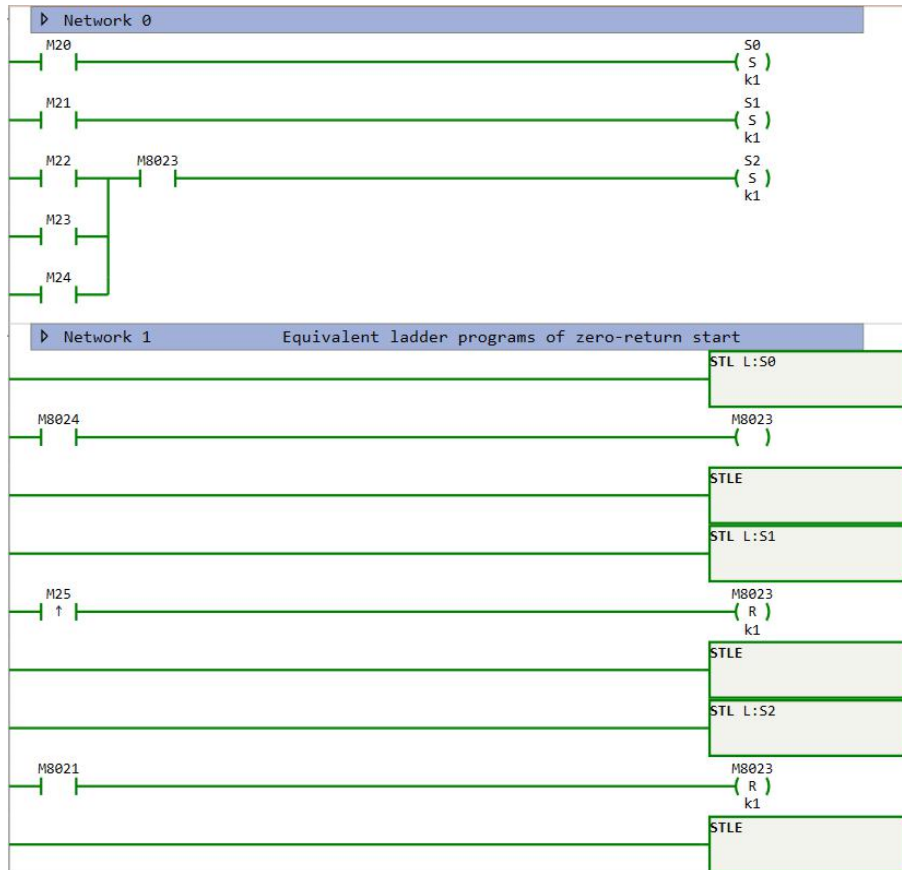 Network 0
M20 S0
S
k1
M21 S1
S
k1
M22 M8023 S2
S
k1
M23
M24
Network 1 Equivalent ladder programs of zero-return start
STL L:S0
M8024 M8023
STLE
STL L:S1
M25 M8023
↑ R
k1
STLE
STL L:S2
M8021 M8023
R
k1
STLE